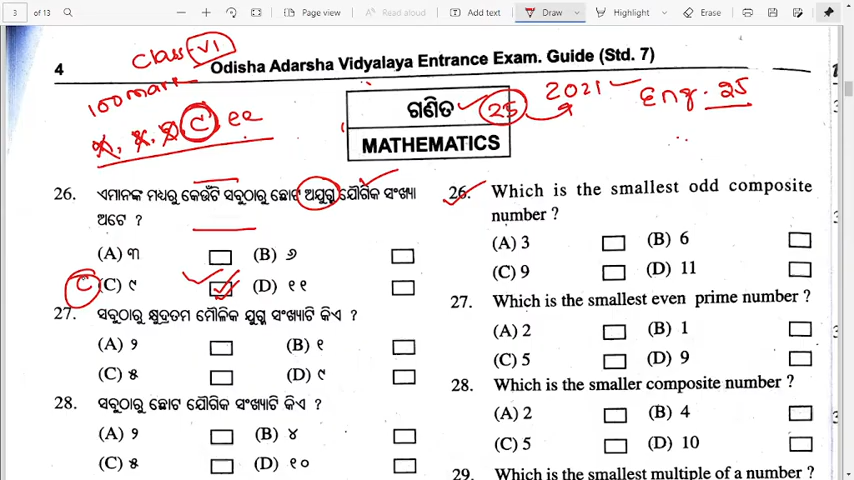 3 of 13
Page view
Read aloud
Add text
Draw
Highlight
Erase
Class-VI
4
Odisha Adarsha Vidyalaya Entrance Exam. Guide (Std. 7)
100 mark
ଗଣିତ
25
2021
Eng. 25
C
MATHEMATICS
26. ଏମାନଙ୍କ ମଧ୍ୟରୁ କେଉଁଟି ସବୁଠାରୁ ଛୋଟ ଅଯୁଗ୍ମ ଯୌଗିକ ସଂଖ୍ୟା
ଅଟେ ?
(A) ୩
(B) ୬
C
(C) ୯
(D) ୧୧
27. ସବୁଠାରୁ କ୍ଷୁଦ୍ରତମ ମୌଳିକ ଯୁଗ୍ମ ସଂଖ୍ୟାଟି କିଏ ?
(A) ୨
(B) ୧
(C) ୫
(D) ୯
28. ସବୁଠାରୁ ଛୋଟ ଯୌଗିକ ସଂଖ୍ୟାଟି କିଏ ?
(A) ୨
(B) ୪
(C) ୫
(D) ୧୦
26. Which is the smallest odd composite
number ?
(A) 3
(B) 6
(C) 9
(D) 11
27. Which is the smallest even prime number ?
(A) 2
(B) 1
(C) 5
(D) 9
28. Which is the smaller composite number ?
(A) 2
(B) 4
(C) 5
(D) 10
29. Which is the smallest multiple of a number ?